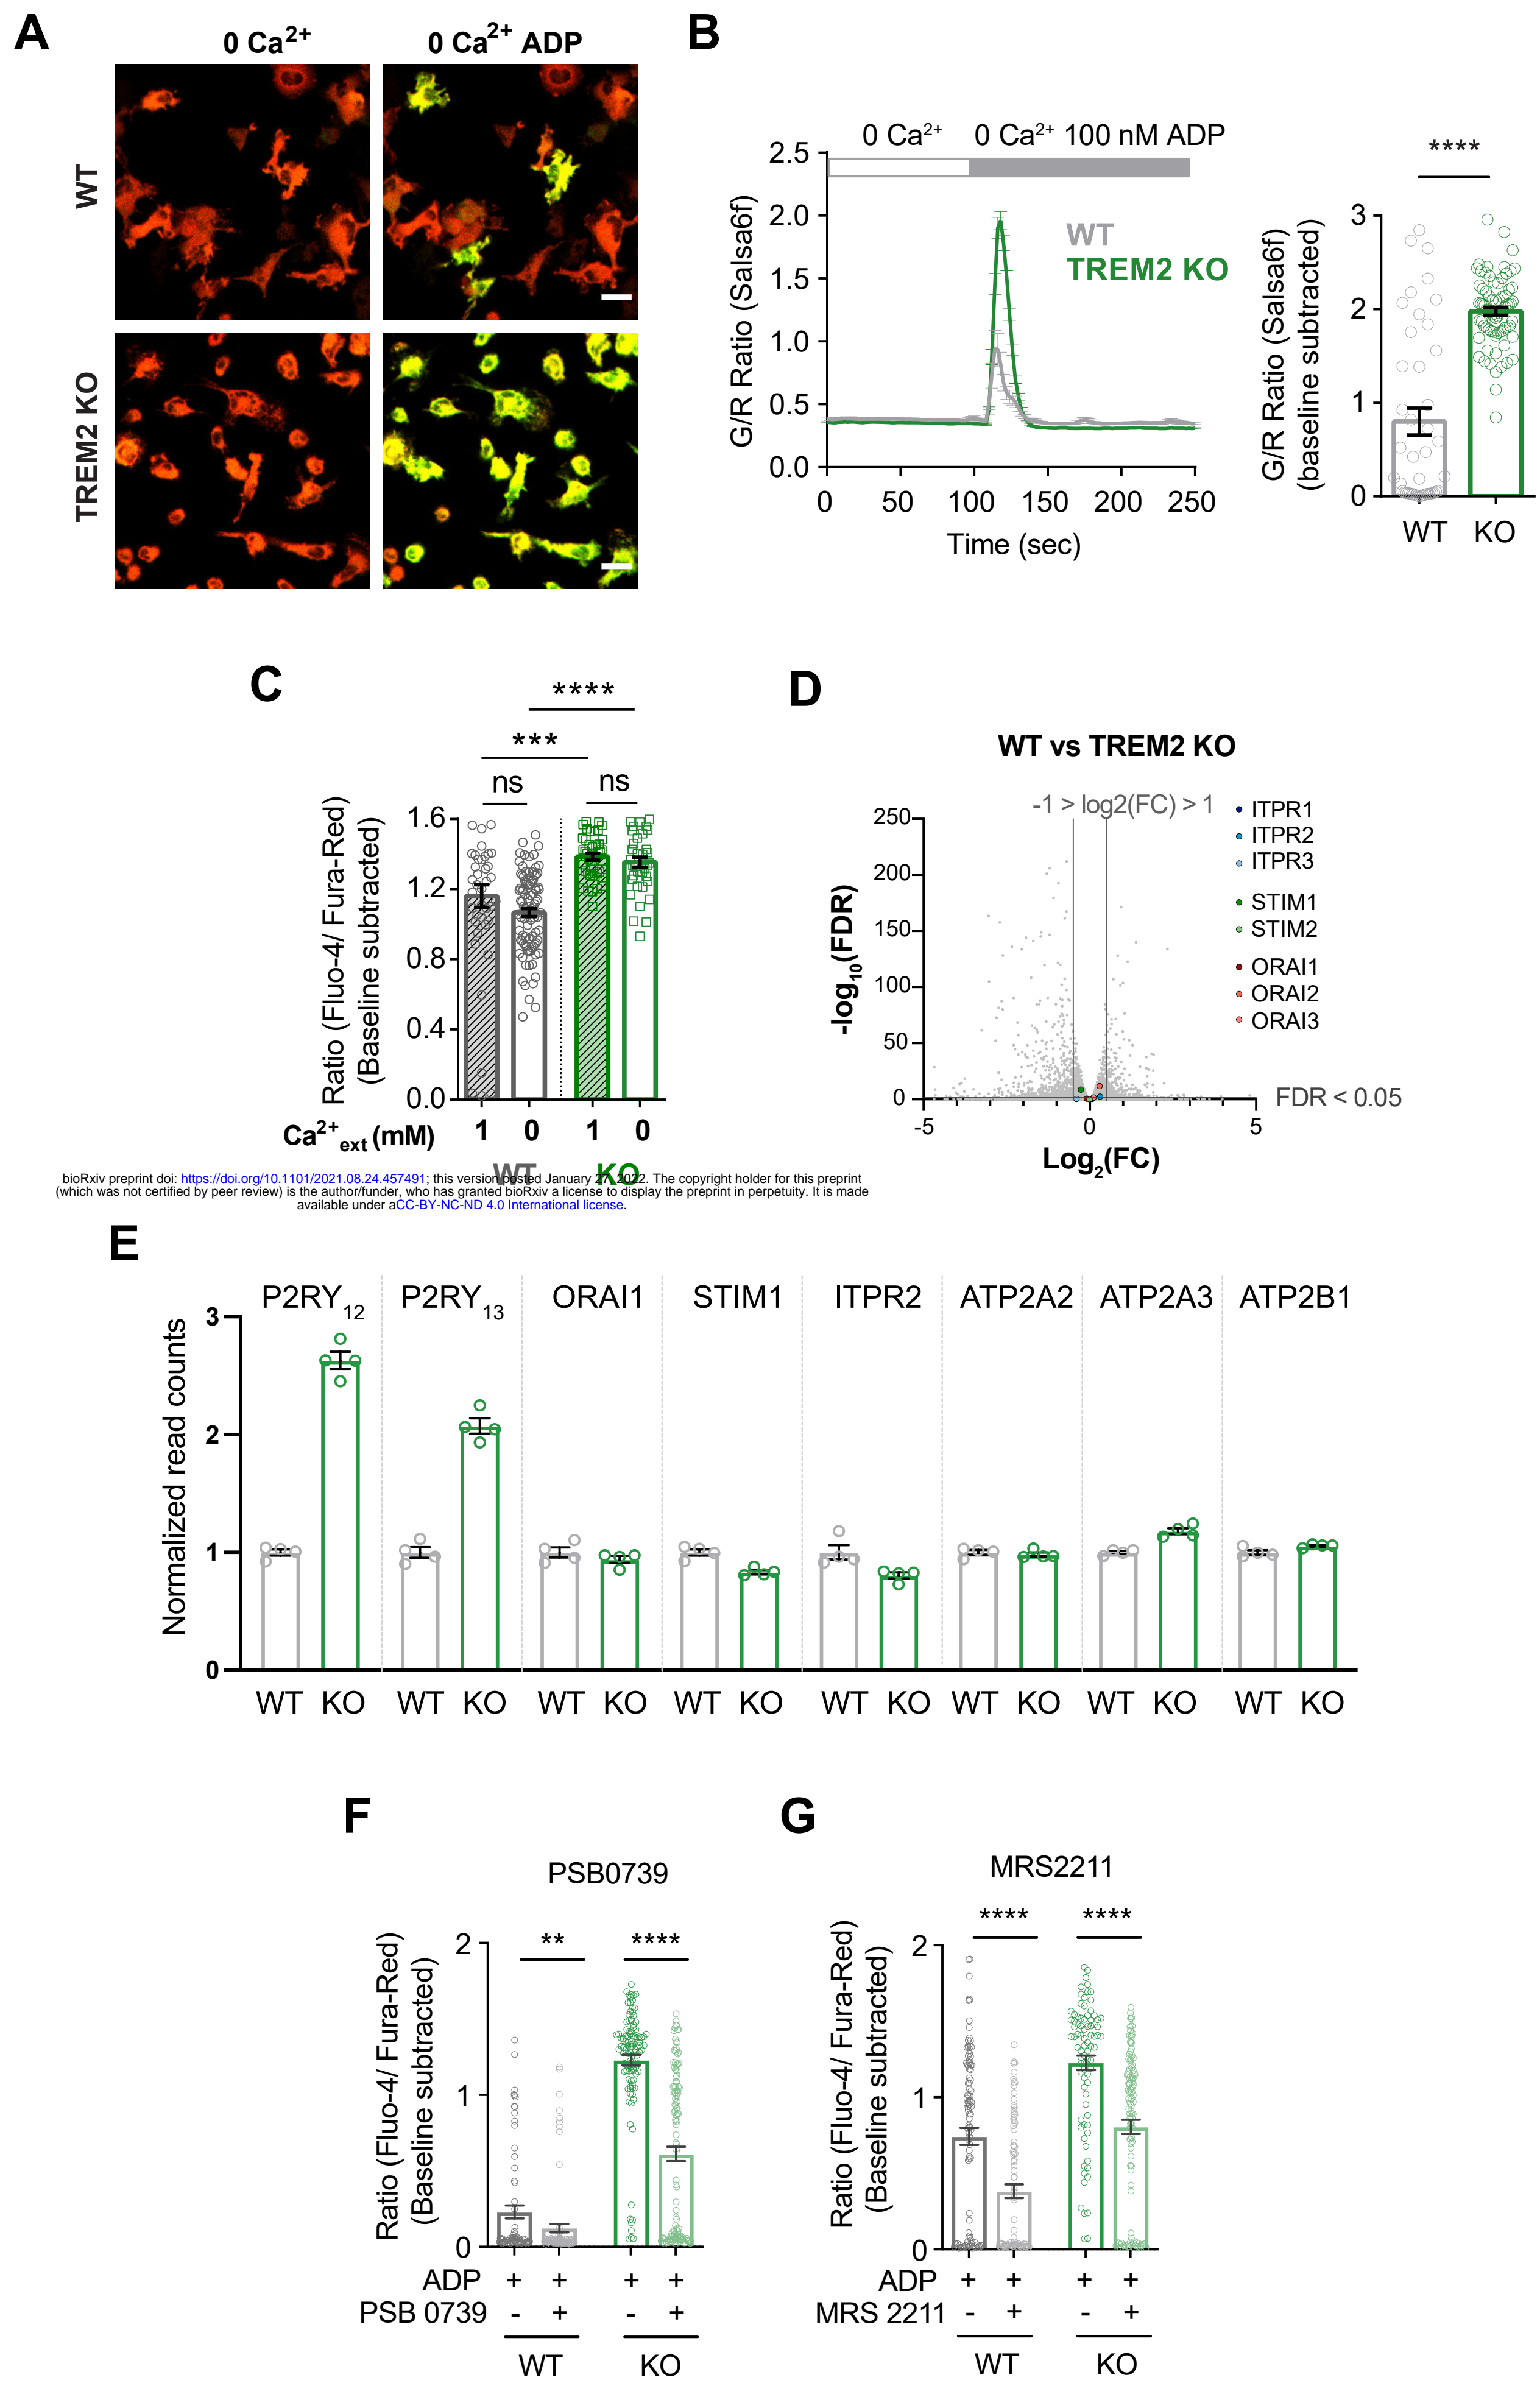 A
0 Ca2+
0 Ca2+ ADP
WT
TREM2 KO
B
0 Ca2+
0 Ca2+ 100 nM ADP
G/R Ratio (Salsa6f)
2.5
2.0
1.5
1.0
0.5
0.0
WT
TREM2 KO
0 50 100 150 200 250
Time (sec)
****
G/R Ratio (Salsa6f)
(baseline subtracted)
3
2
1
0
WT KO
C
****
***
ns ns
Ratio (Fluo-4/ Fura-Red)
(Baseline subtracted)
1.6
1.2
0.8
0.4
0.0
Ca2+ext (mM) 1 0 1 0
WT KO
D
WT vs TREM2 KO
-1 > log2(FC) > 1
-log10(FDR)
250
200
150
100
50
0
-5 0 5
Log2(FC)
FDR < 0.05
ITPR1
ITPR2
ITPR3
STIM1
STIM2
ORAI1
ORAI2
ORAI3
bioRxiv preprint doi: https://doi.org/10.1101/2021.08.24.457491; this version posted January 27, 2022. The copyright holder for this preprint
(which was not certified by peer review) is the author/funder, who has granted bioRxiv a license to display the preprint in perpetuity. It is made
available under aCC-BY-NC-ND 4.0 International license.
E
P2RY12 P2RY13 ORAI1 STIM1 ITPR2 ATP2A2 ATP2A3 ATP2B1
Normalized read counts
3
2
1
0
WT KO WT KO WT KO WT KO WT KO WT KO WT KO WT KO
F
PSB0739
** ****
Ratio (Fluo-4/ Fura-Red)
(Baseline subtracted)
2
1
0
ADP + + + +
PSB 0739 - + - +
WT KO
G
MRS2211
**** ****
Ratio (Fluo-4/ Fura-Red)
(Baseline subtracted)
2
1
0
ADP + + + +
MRS 2211 - + - +
WT KO